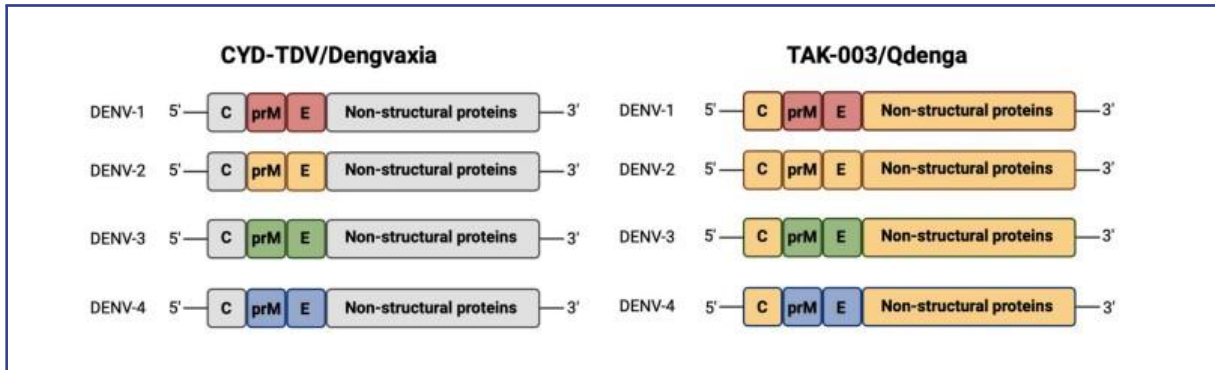 CYD-TDV/Dengvaxia
DENV-1 5' C prM E Non-structural proteins 3'
DENV-2 5' C prM E Non-structural proteins 3'
DENV-3 5' C prM E Non-structural proteins 3'
DENV-4 5' C prM E Non-structural proteins 3'
TAK-003/Qdenga
DENV-1 5' C prM E Non-structural proteins 3'
DENV-2 5' C prM E Non-structural proteins 3'
DENV-3 5' C prM E Non-structural proteins 3'
DENV-4 5' C prM E Non-structural proteins 3'